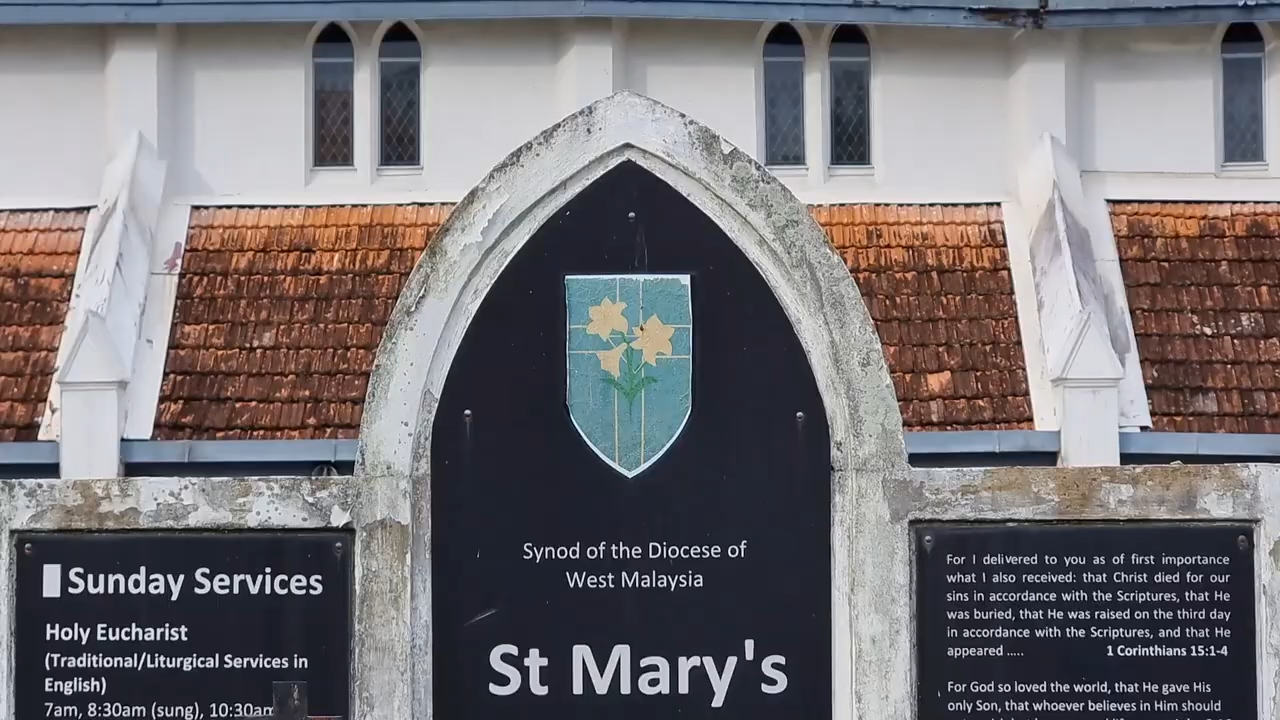 Sunday Services
Holy Eucharist
(Traditional/Liturgical Services in
English)
7am, 8:30am (sung), 10:30am
Synod of the Diocese of
West Malaysia
St Mary's
For I delivered to you as of first importance
what I also received: that Christ died for our
sins in accordance with the Scriptures, that He
was buried, that He was raised on the third day
in accordance with the Scriptures, and that He
appeared ..... 1 Corinthians 15:1-4
For God so loved the world, that He gave His
only Son, that whoever believes in Him should